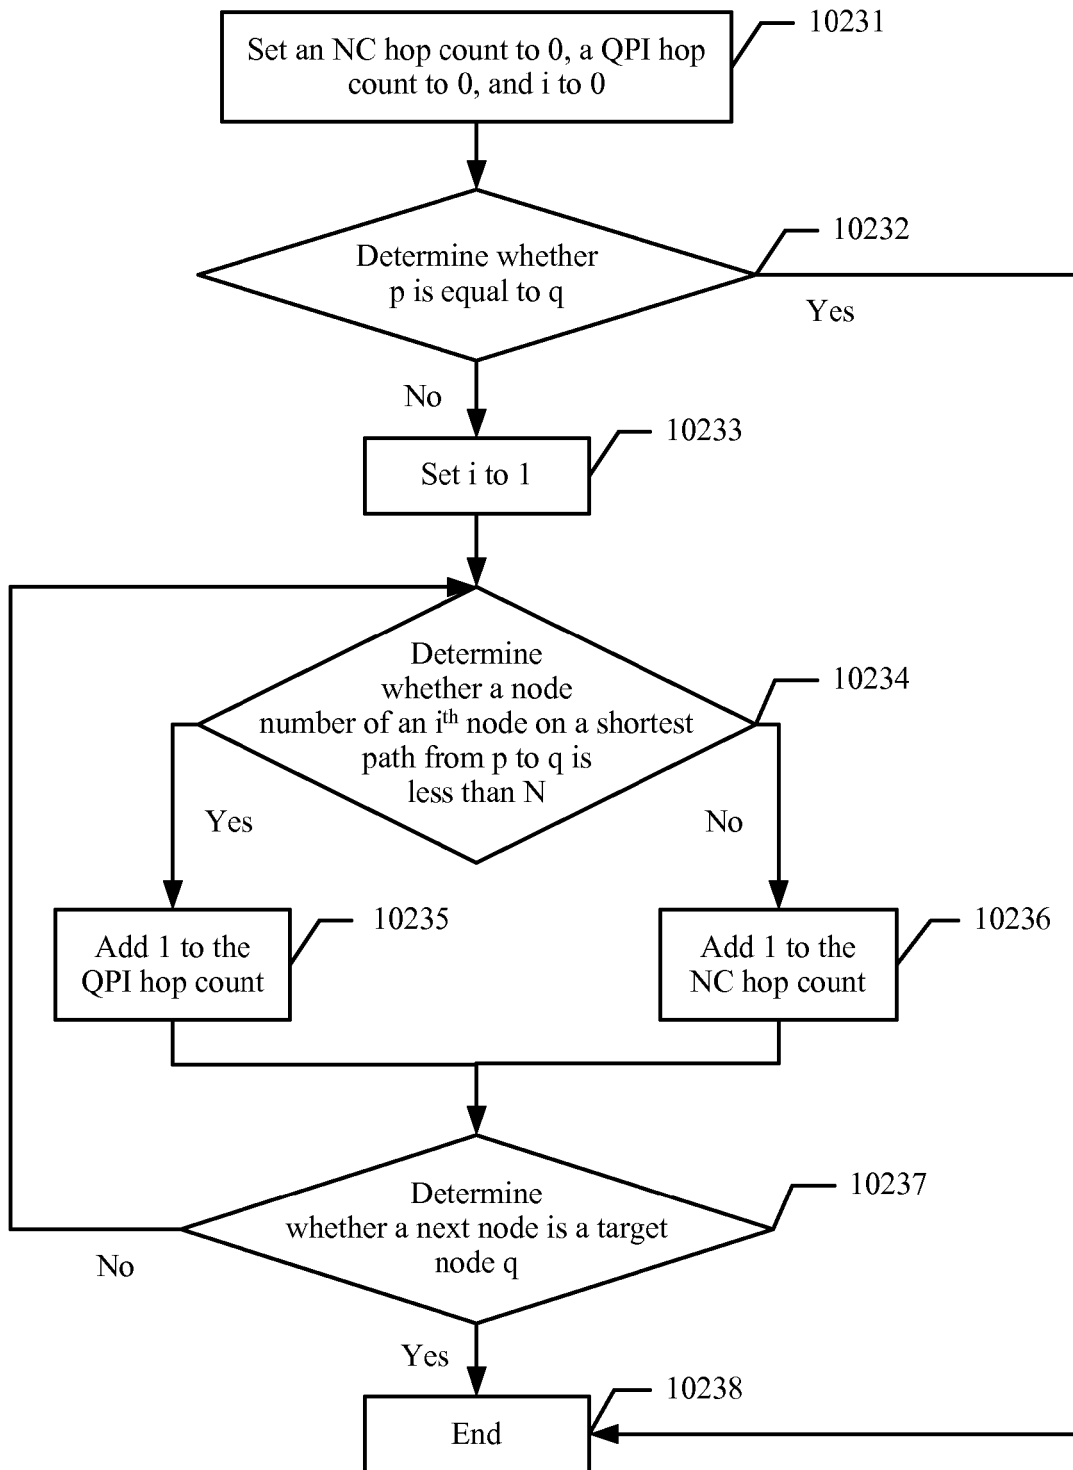 10231
Set an NC hop count to 0, a QPI hop
count to 0, and i to 0
10232
Determine whether
p is equal to q
Yes
No
10233
Set i to 1
10234
Determine
whether a node
number of an iᵗʰ node on a shortest
path from p to q is
less than N
Yes
No
10235
Add 1 to the
QPI hop count
10236
Add 1 to the
NC hop count
10237
Determine
whether a next node is a target
node q
No
Yes
10238
End